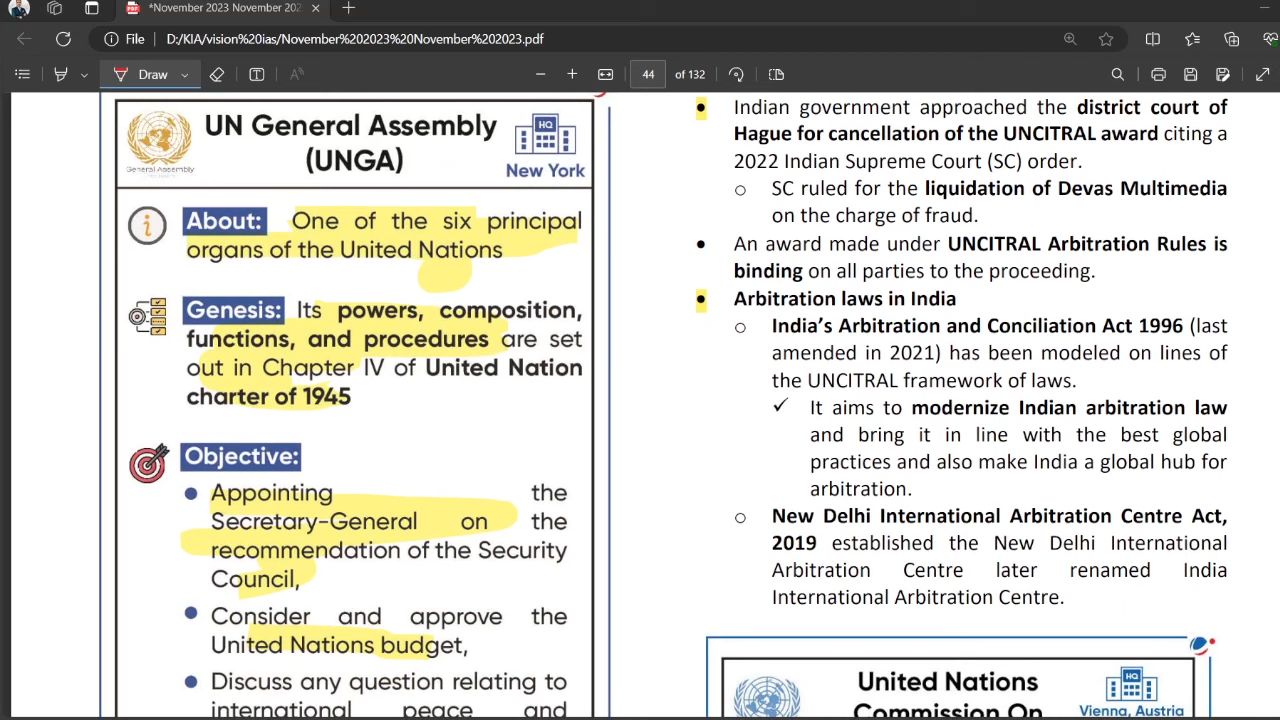 *November 2023 November 202
File
D:/KIA/vision%20ias/November%202023%20November%202023.pdf
Draw
44
of 132
UN General Assembly
(UNGA)
General Assembly
HQ
New York
About: One of the six principal
organs of the United Nations
Genesis: Its powers, composition,
functions, and procedures are set
out in Chapter IV of United Nation
charter of 1945
Objective:
Appointing the
Secretary-General on the
recommendation of the Security
Council,
Consider and approve the
United Nations budget,
Discuss any question relating to
international peace and
Indian government approached the district court of
Hague for cancellation of the UNCITRAL award citing a
2022 Indian Supreme Court (SC) order.
SC ruled for the liquidation of Devas Multimedia
on the charge of fraud.
An award made under UNCITRAL Arbitration Rules is
binding on all parties to the proceeding.
Arbitration laws in India
India’s Arbitration and Conciliation Act 1996 (last
amended in 2021) has been modeled on lines of
the UNCITRAL framework of laws.
It aims to modernize Indian arbitration law
and bring it in line with the best global
practices and also make India a global hub for
arbitration.
New Delhi International Arbitration Centre Act,
2019 established the New Delhi International
Arbitration Centre later renamed India
International Arbitration Centre.
United Nations
Commission On
HQ
Vienna, Austria